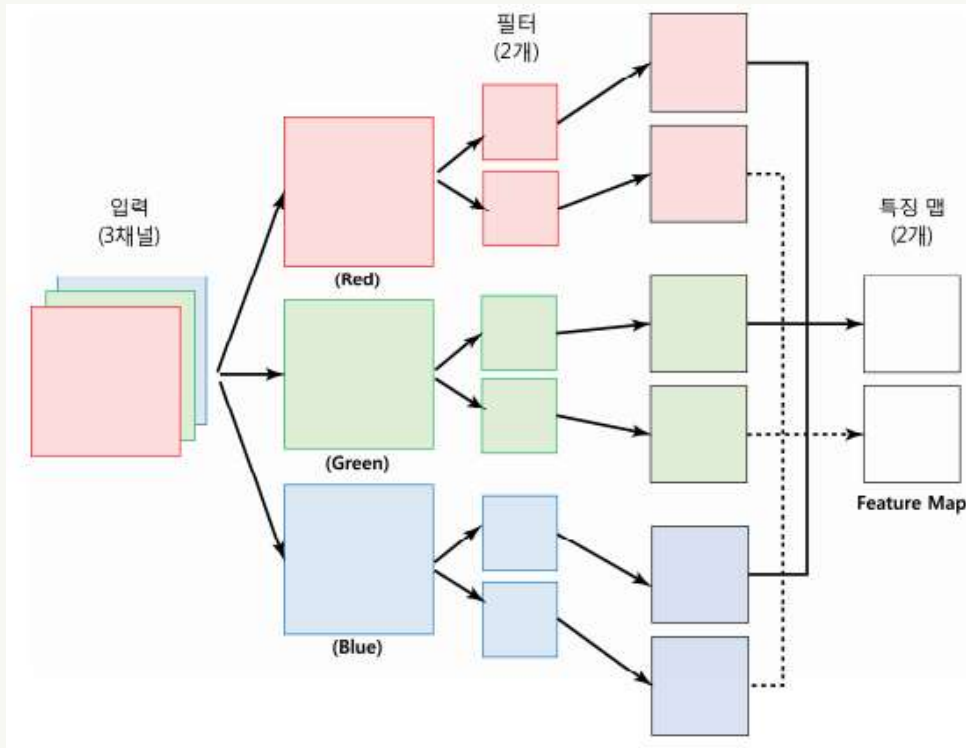 필터
(2개)
입력
(3채널)
(Red)
(Green)
(Blue)
특징 맵
(2개)
Feature Map